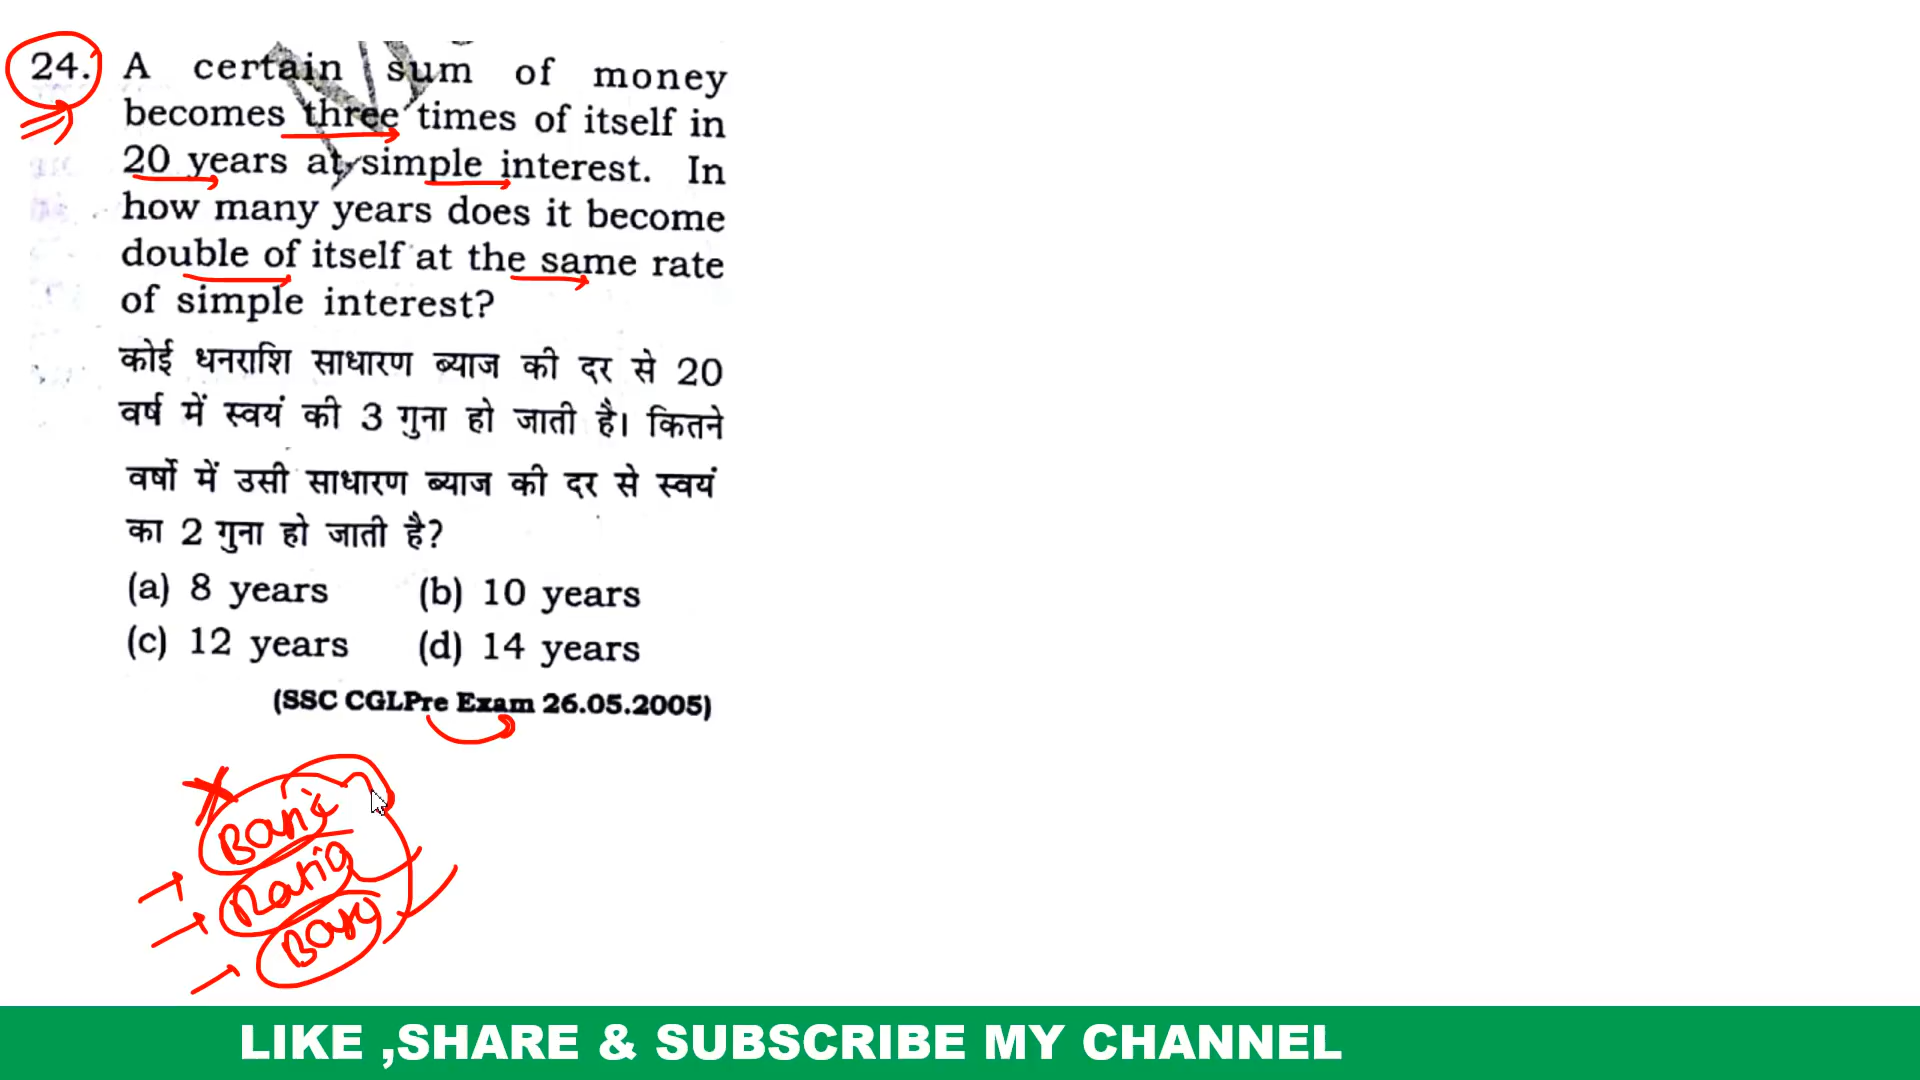 24. A certain sum of money
becomes three times of itself in
20 years at simple interest. In
how many years does it become
double of itself at the same rate
of simple interest?
कोई धनराशि साधारण ब्याज की दर से 20
वर्ष में स्वयं की 3 गुना हो जाती है। कितने
वर्षो में उसी साधारण ब्याज की दर से स्वयं
का 2 गुना हो जाती है?
(a) 8 years (b) 10 years
(c) 12 years (d) 14 years
(SSC CGLPre Exam 26.05.2005)
Ratio
LIKE ,SHARE & SUBSCRIBE MY CHANNEL